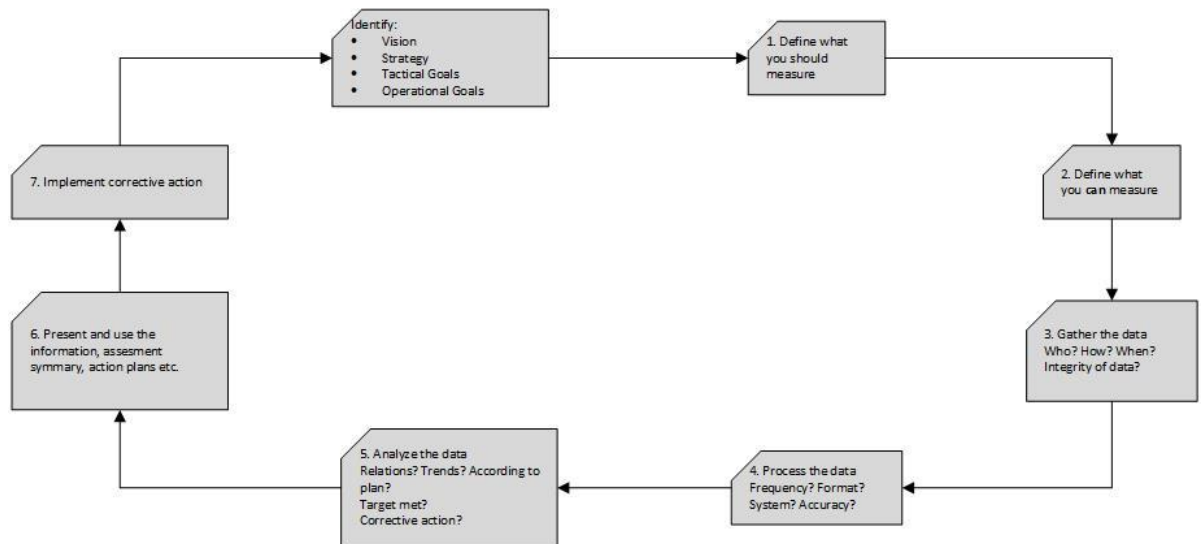 Identify:
• Vision
• Strategy
• Tactical Goals
• Operational Goals
1. Define what
you should
measure
2. Define what
you can measure
3. Gather the data
Who? How? When?
Integrity of data?
4. Process the data
Frequency? Format?
System? Accuracy?
5. Analyze the data
Relations? Trends? According to
plan?
Target met?
Corrective action?
6. Present and use the
information, assesment
symmary, action plans etc.
7. Implement corrective action